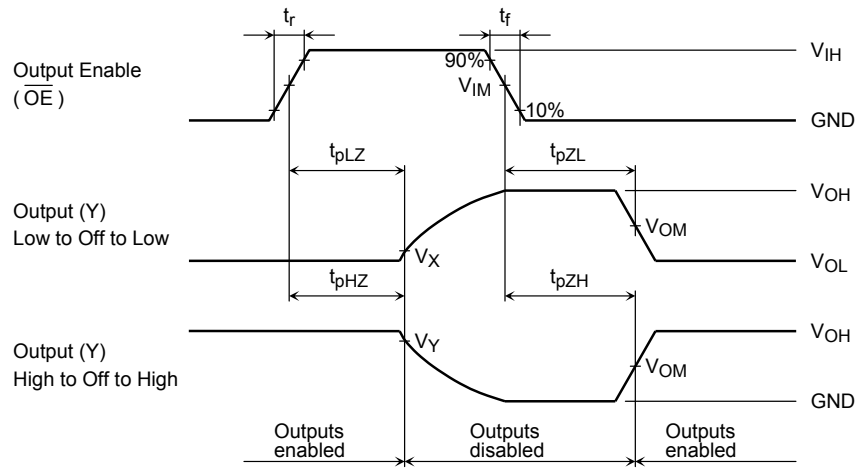 tr
tf
Output Enable
( OE )
90%
VIM
10%
VIH
GND
tpLZ
tpZL
Output (Y)
Low to Off to Low
VX
VOM
VOH
VOL
tpHZ
tpZH
Output (Y)
High to Off to High
VY
VOM
VOH
GND
Outputs
enabled
Outputs
disabled
Outputs
enabled